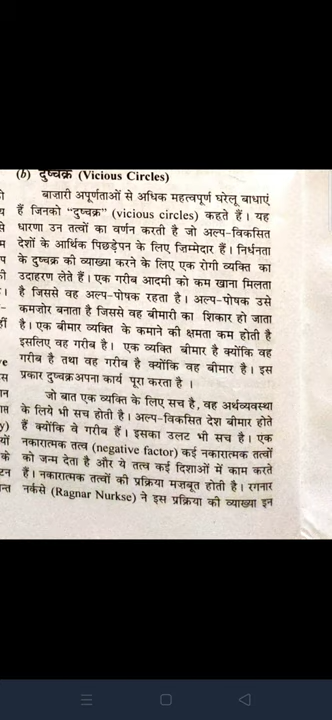 (b) दुष्चक्र (Vicious Circles)
बाजारी अपूर्णताओं से अधिक महत्वपूर्ण घरेलू बाधाएं
हैं जिनको "दुष्चक्र" (vicious circles) कहते हैं। यह
धारणा उन तत्वों का वर्णन करती है जो अल्प-विकसित
देशों के आर्थिक पिछड़ेपन के लिए जिम्मेदार हैं। निर्धनता
के दुष्चक्र की व्याख्या करने के लिए एक रोगी व्यक्ति का
उदाहरण लेते हैं। एक गरीब आदमी को कम खाना मिलता
है जिससे वह अल्प-पोषक रहता है। अल्प-पोषक उसे
कमजोर बनाता है जिससे वह बीमारी का शिकार हो जाता
है। एक बीमार व्यक्ति के कमाने की क्षमता कम होती है
इसलिए वह गरीब है। एक व्यक्ति बीमार है क्योंकि वह
गरीब है तथा वह गरीब है क्योंकि वह बीमार है। इस
प्रकार दुष्चक्र अपना कार्य पूरा करता है ।
जो बात एक व्यक्ति के लिए सच है, वह अर्थव्यवस्था
के लिये भी सच होती है। अल्प-विकसित देश बीमार होते
हैं क्योंकि वे गरीब हैं। इसका उलट भी सच है। एक
नकारात्मक तत्व (negative factor) कई नकारात्मक तत्वों
को जन्म देता है और ये तत्व कई दिशाओं में काम करते
हैं। नकारात्मक तत्वों की प्रक्रिया मज़बूत होती है। रगनार
नर्कसे (Ragnar Nurkse) ने इस प्रक्रिया की व्याख्या इन